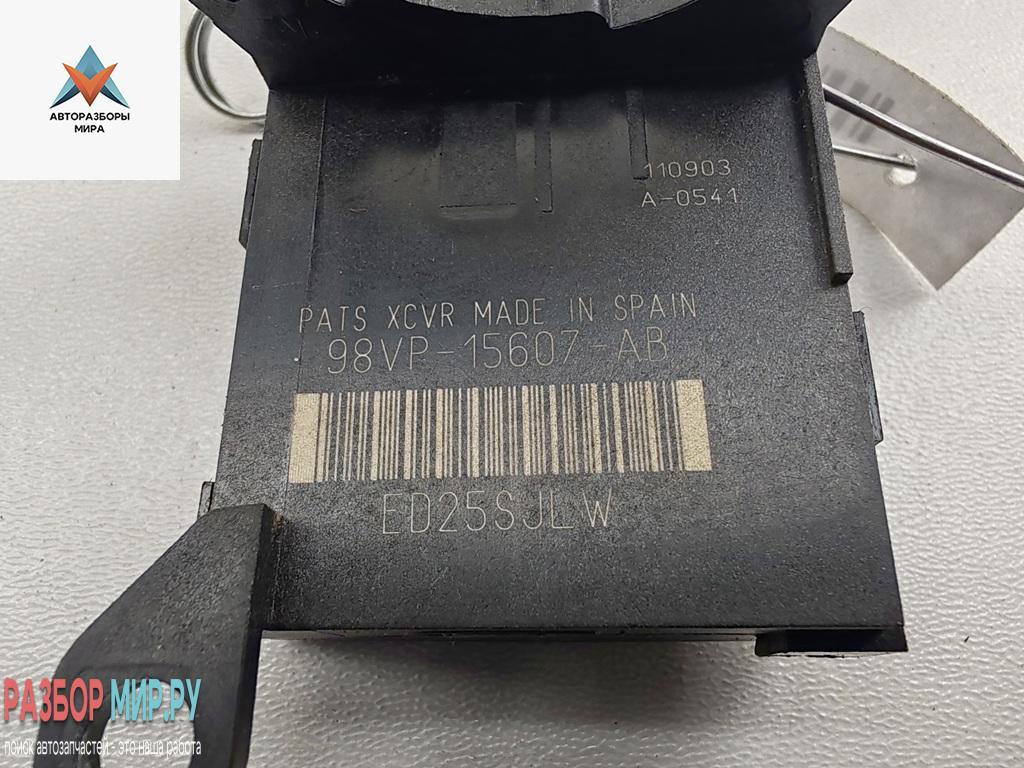 АВТОРАЗБОРЫ
МИРА
110903
A-0541
PATS XCVR MADE IN SPAIN
98VP-15607-AB
ED25SJLW
РАЗБОР МИР.РУ
поиск автозапчастей - это наша работа